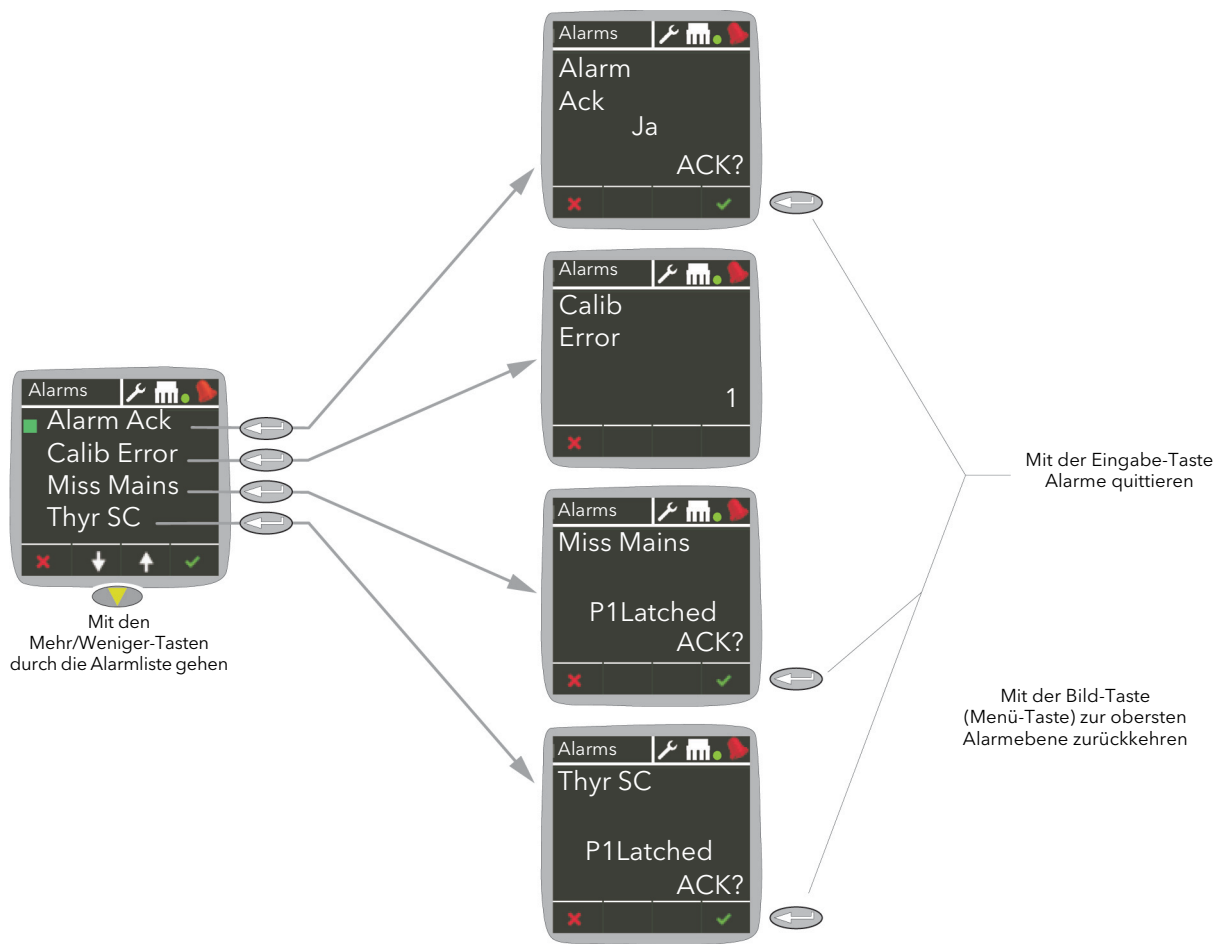 Alarms
Alarm Ack
Calib Error
Miss Mains
Thyr SC
Mit den
Mehr/Weniger-Tasten
durch die Alarmliste gehen
Alarms
Alarm
Ack
Ja
ACK?
Alarms
Calib
Error
1
Alarms
Miss Mains
P1Latched
ACK?
Alarms
Thyr SC
P1Latched
ACK?
Mit der Eingabe-Taste
Alarme quittieren
Mit der Bild-Taste
(Menü-Taste) zur obersten
Alarmebene zurückkehren